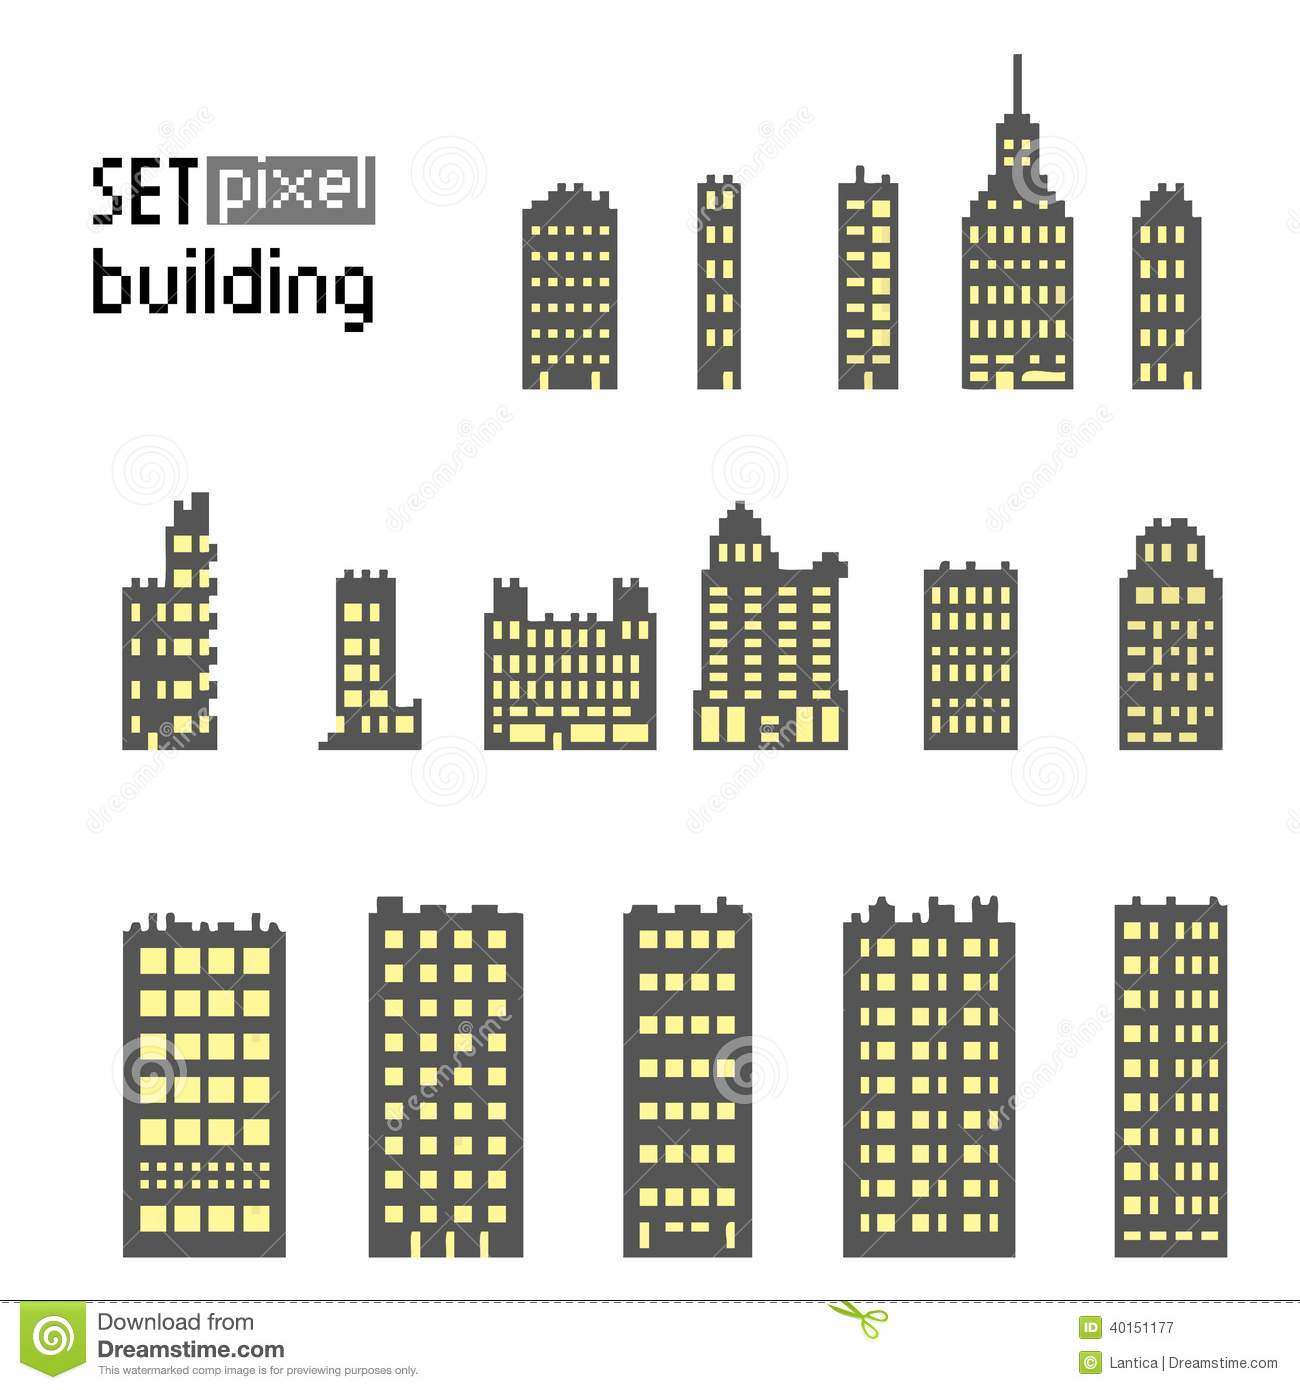 SET pixel
building
dreamstime
Download from
Dreamstime.com
This watermarked comp image is for previewing purposes only.
ID 40151177
© Lantica | Dreamstime.com